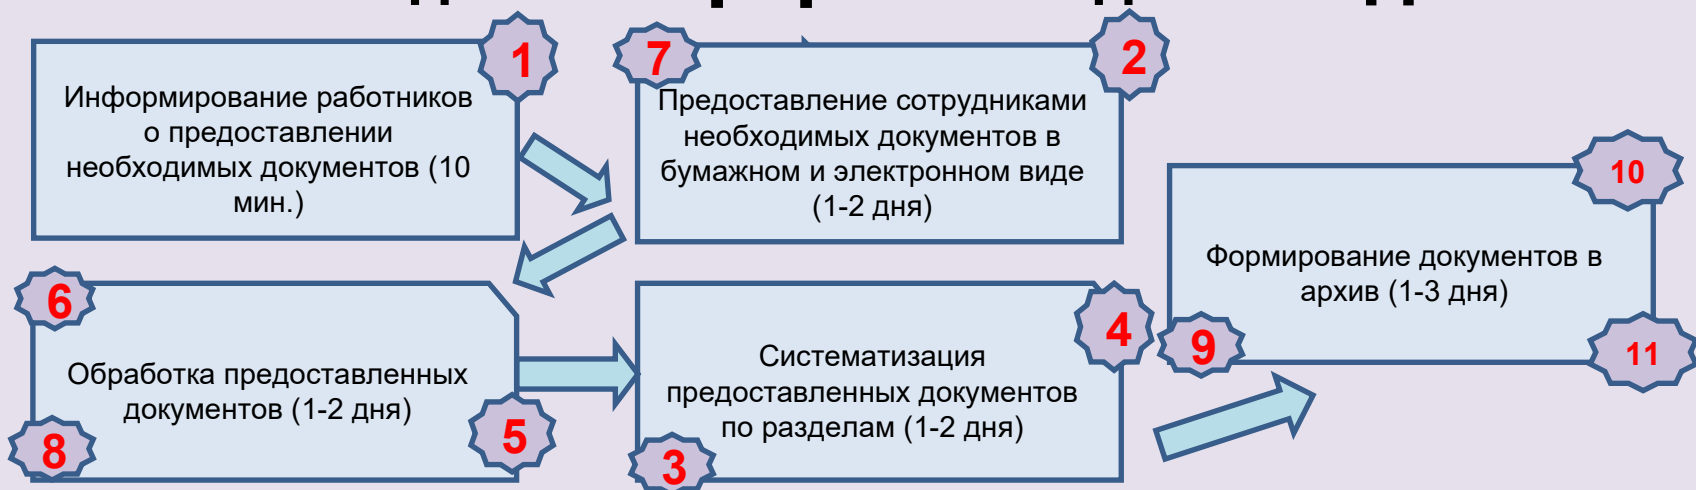 1
Информирование работников
о предоставлении
необходимых документов (10
мин.)
7
2
Предоставление сотрудниками
необходимых документов в
бумажном и электронном виде
(1-2 дня)
6
Обработка предоставленных
документов (1-2 дня)
8
5
4
Систематизация
предоставленных документов
по разделам (1-2 дня)
3
10
Формирование документов в
архив (1-3 дня)
9
11